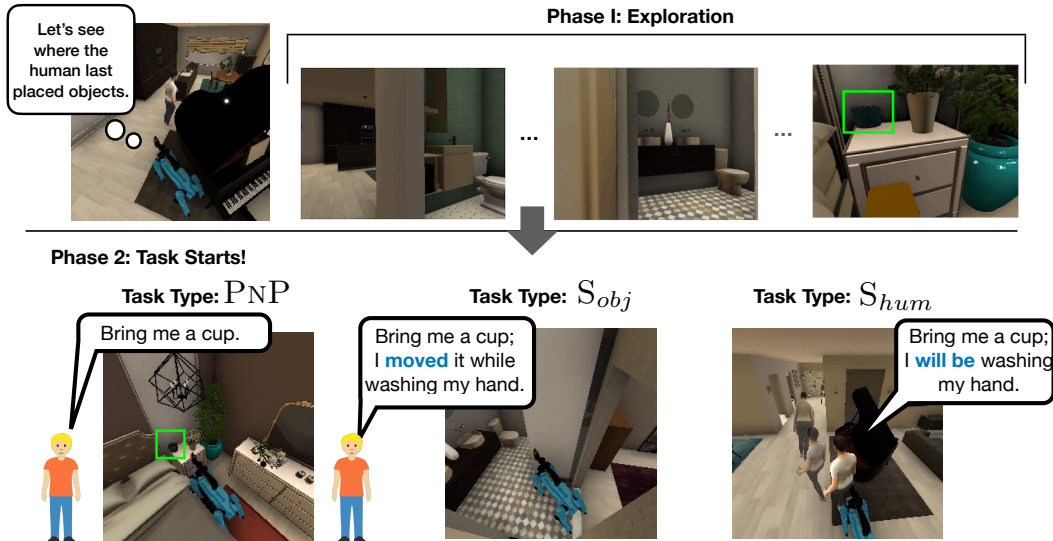 Phase I: Exploration
Let's see
where the
human last
placed objects.
...
...
Phase 2: Task Starts!
Task Type: PNP
Task Type: S_obj
Task Type: S_hum
Bring me a cup.
Bring me a cup;
I moved it while
washing my hand.
Bring me a cup;
I will be washing
my hand.